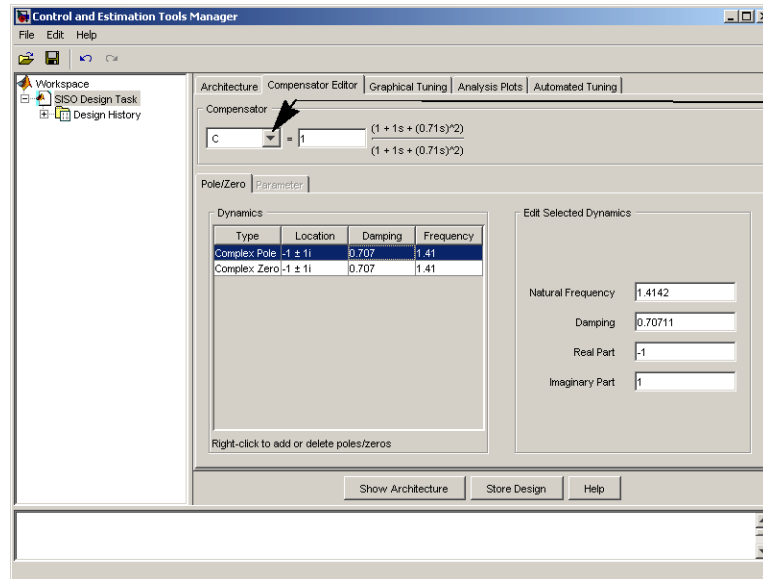 Control and Estimation Tools Manager
File Edit Help
Workspace
SISO Design Task
Design History
Architecture Compensator Editor Graphical Tuning Analysis Plots Automated Tuning
Compensator
C = 1 (1 + 1s + (0.71s)^2)
(1 + 1s + (0.71s)^2)
Pole/Zero Parameter
Dynamics
Type Location Damping Frequency
Complex Pole -1 ± 1i 0.707 1.41
Complex Zero -1 ± 1i 0.707 1.41
Right-click to add or delete poles/zeros
Edit Selected Dynamics
Natural Frequency 1.4142
Damping 0.70711
Real Part -1
Imaginary Part 1
Show Architecture Store Design Help